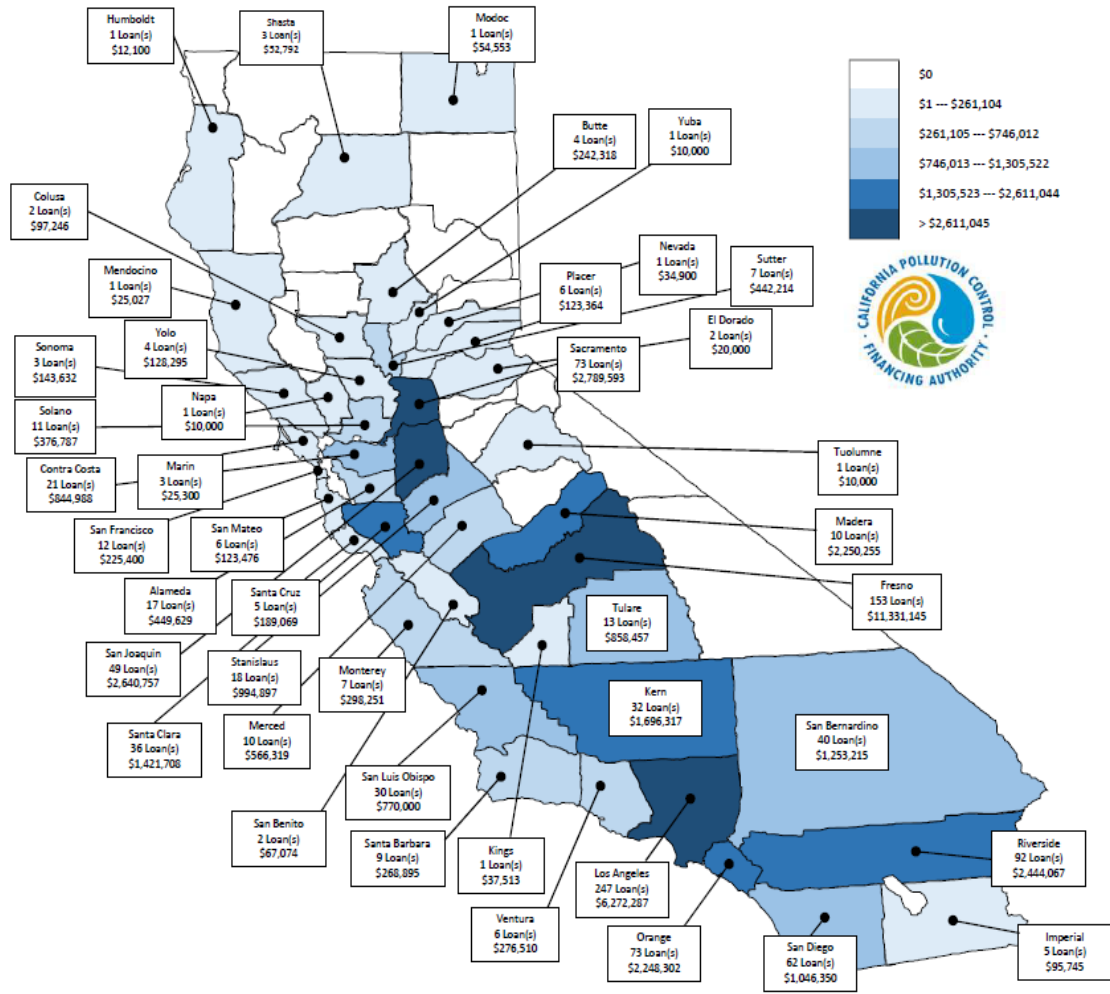 Humboldt
1 Loan(s)
$12,100
Shasta
3 Loan(s)
$52,792
Modoc
1 Loan(s)
$54,553
$0
$1 --- $261,104
$261,105 --- $746,012
$746,013 --- $1,305,522
$1,305,523 --- $2,611,044
> $2,611,045
Butte
4 Loan(s)
$242,318
Yuba
1 Loan(s)
$10,000
Colusa
2 Loan(s)
$97,246
Nevada
1 Loan(s)
$34,900
Sutter
7 Loan(s)
$442,214
CALIFORNIA POLLUTION CONTROL
FINANCING AUTHORITY
Mendocino
1 Loan(s)
$25,027
Placer
6 Loan(s)
$123,364
El Dorado
2 Loan(s)
$20,000
Yolo
4 Loan(s)
$128,295
Sonoma
3 Loan(s)
$143,632
Sacramento
73 Loan(s)
$2,789,593
Napa
1 Loan(s)
$10,000
Solano
11 Loan(s)
$376,787
Contra Costa
21 Loan(s)
$844,988
Marin
3 Loan(s)
$25,300
Tuolumne
1 Loan(s)
$10,000
San Francisco
12 Loan(s)
$225,400
San Mateo
6 Loan(s)
$123,476
Madera
10 Loan(s)
$2,250,255
Alameda
17 Loan(s)
$449,629
Santa Cruz
5 Loan(s)
$189,069
Fresno
153 Loan(s)
$11,331,145
Tulare
13 Loan(s)
$858,457
San Joaquin
49 Loan(s)
$2,640,757
Stanislaus
18 Loan(s)
$994,897
Monterey
7 Loan(s)
$298,251
Kern
32 Loan(s)
$1,696,317
San Bernardino
40 Loan(s)
$1,253,215
Santa Clara
36 Loan(s)
$1,421,708
Merced
10 Loan(s)
$566,319
San Luis Obispo
30 Loan(s)
$770,000
San Benito
2 Loan(s)
$67,074
Santa Barbara
9 Loan(s)
$268,895
Kings
1 Loan(s)
$37,513
Los Angeles
247 Loan(s)
$6,272,287
Riverside
92 Loan(s)
$2,444,067
Ventura
6 Loan(s)
$276,510
Orange
73 Loan(s)
$2,248,302
San Diego
62 Loan(s)
$1,046,350
Imperial
5 Loan(s)
$95,745